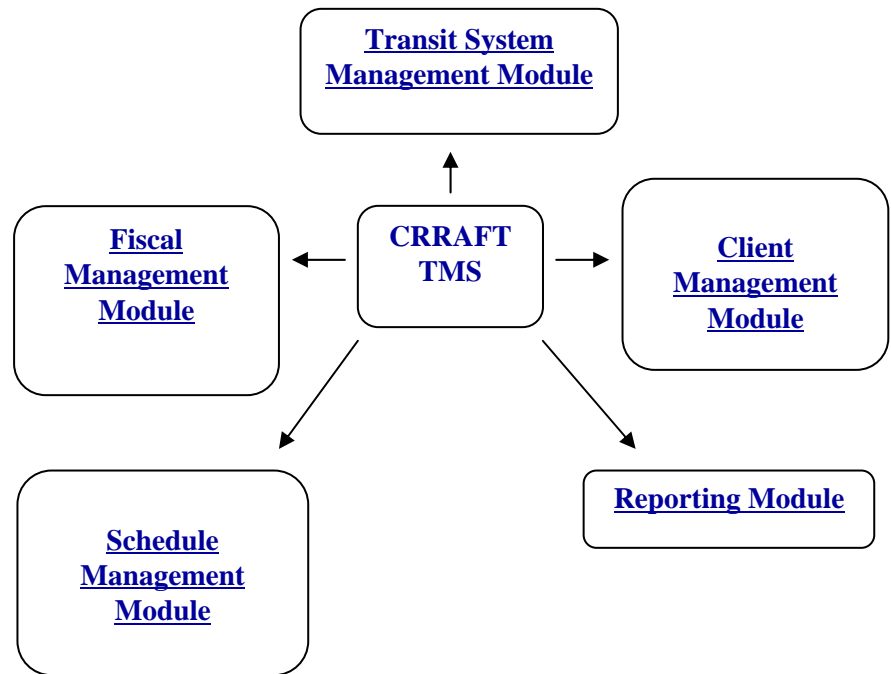 Transit System
Management Module
CRRAFT
TMS
Fiscal
Management
Module
Client
Management
Module
Schedule
Management
Module
Reporting Module